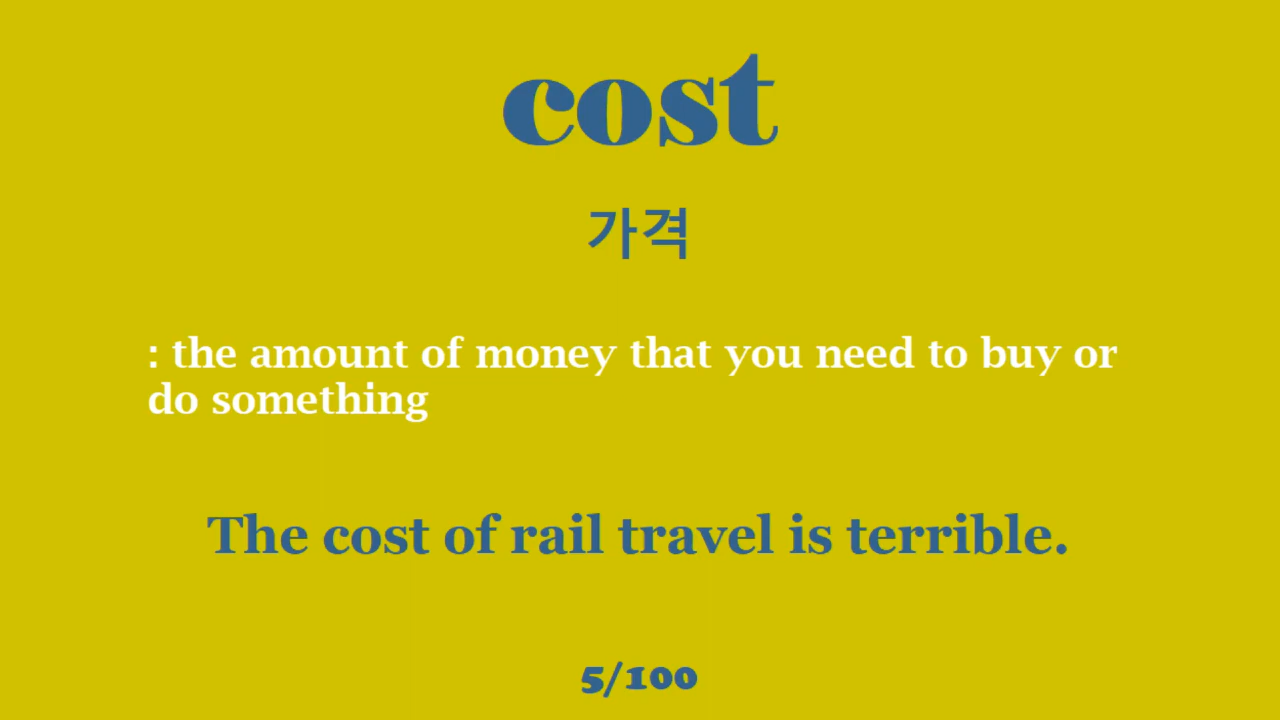 cost
가격
: the amount of money that you need to buy or
do something
The cost of rail travel is terrible.
5/100